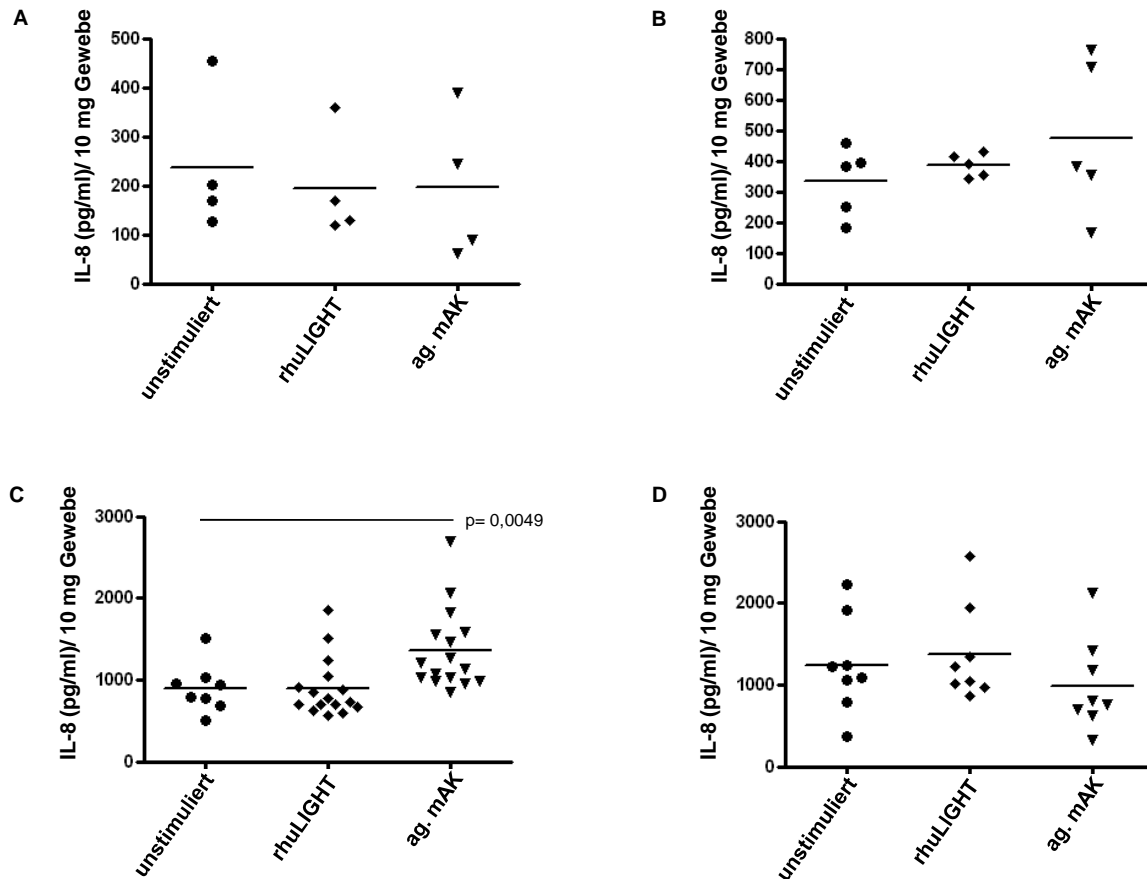 A
IL-8 (pg/ml)/ 10 mg Gewebe
500
400
300
200
100
0
unstimuliert
rhuLIGHT
ag. mAK
B
IL-8 (pg/ml)/ 10 mg Gewebe
800
700
600
500
400
300
200
100
0
unstimuliert
rhuLIGHT
ag. mAK
C
IL-8 (pg/ml)/ 10 mg Gewebe
3000
2000
1000
0
p= 0,0049
unstimuliert
rhuLIGHT
ag. mAK
D
IL-8 (pg/ml)/ 10 mg Gewebe
3000
2000
1000
0
unstimuliert
rhuLIGHT
ag. mAK